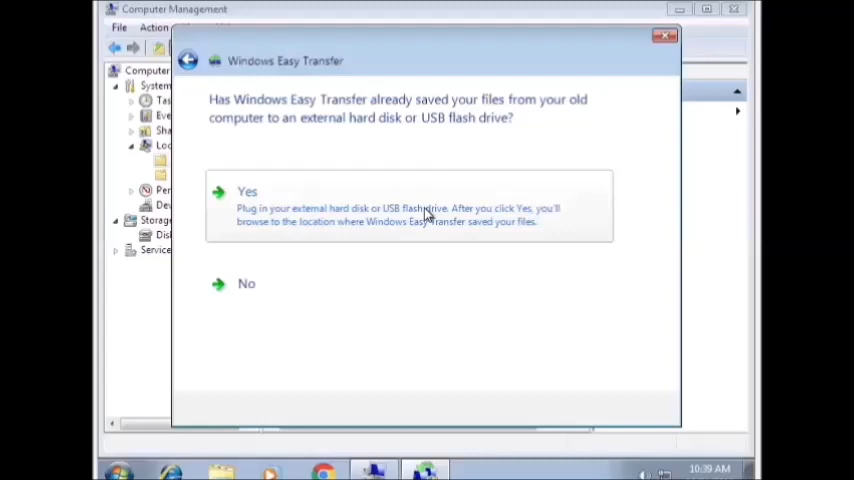 Computer Management
File Action
Windows Easy Transfer
Has Windows Easy Transfer already saved your files from your old
computer to an external hard disk or USB flash drive?
Computer
System
Yes
Plug in your external hard disk or USB flash drive. After you click Yes, you'll
browse to the location where Windows Easy Transfer saved your files.
Storage
Service
No
10:39 AM